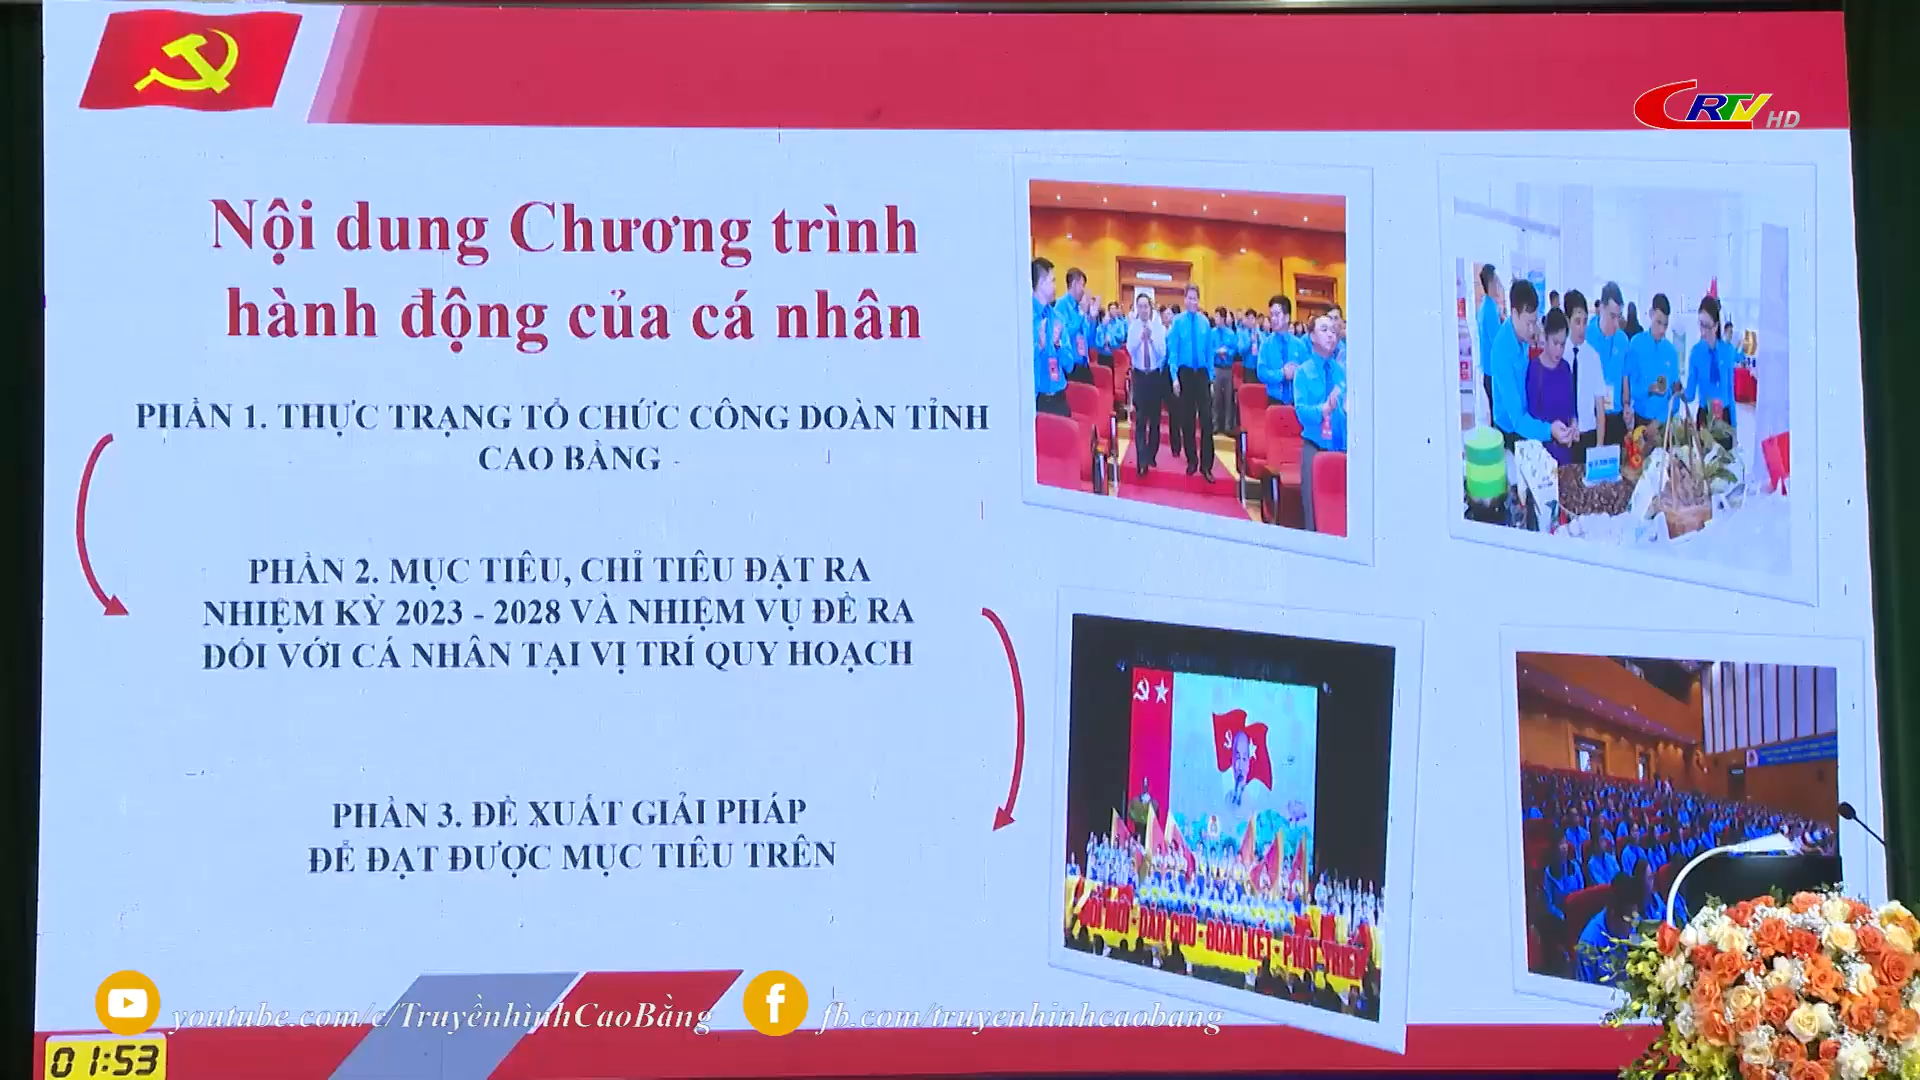 CRTV HD
Nội dung Chương trình
hành động của cá nhân
PHẦN 1. THỰC TRẠNG TỔ CHỨC CÔNG ĐOÀN TỈNH
CAO BẰNG
PHẦN 2. MỤC TIÊU, CHỈ TIÊU ĐẶT RA
NHIỆM KỲ 2023 - 2028 VÀ NHIỆM VỤ ĐỀ RA
ĐỐI VỚI CÁ NHÂN TẠI VỊ TRÍ QUY HOẠCH
PHẦN 3. ĐỀ XUẤT GIẢI PHÁP
ĐỂ ĐẠT ĐƯỢC MỤC TIÊU TRÊN
ĐỔI MỚI - DÂN CHỦ - ĐOÀN KẾT - PHÁT TRIỂN
youtube.com/c/TruyềnhìnhCaoBằng
fb.com/truyenhinhcaobang
01:53